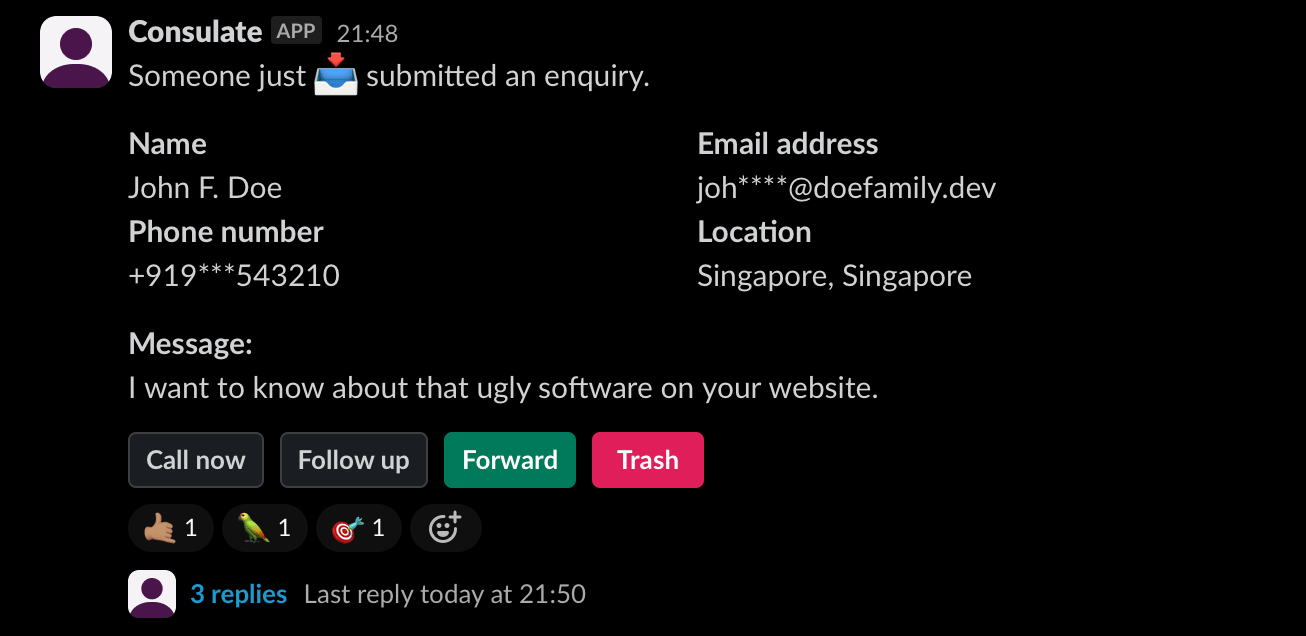 Consulate APP 21:48
Someone just submitted an enquiry.
Name
John F. Doe
Email address
joh****@doefamily.dev
Phone number
+919***543210
Location
Singapore, Singapore
Message:
I want to know about that ugly software on your website.
Call now Follow up Forward Trash
1 1 1
3 replies Last reply today at 21:50